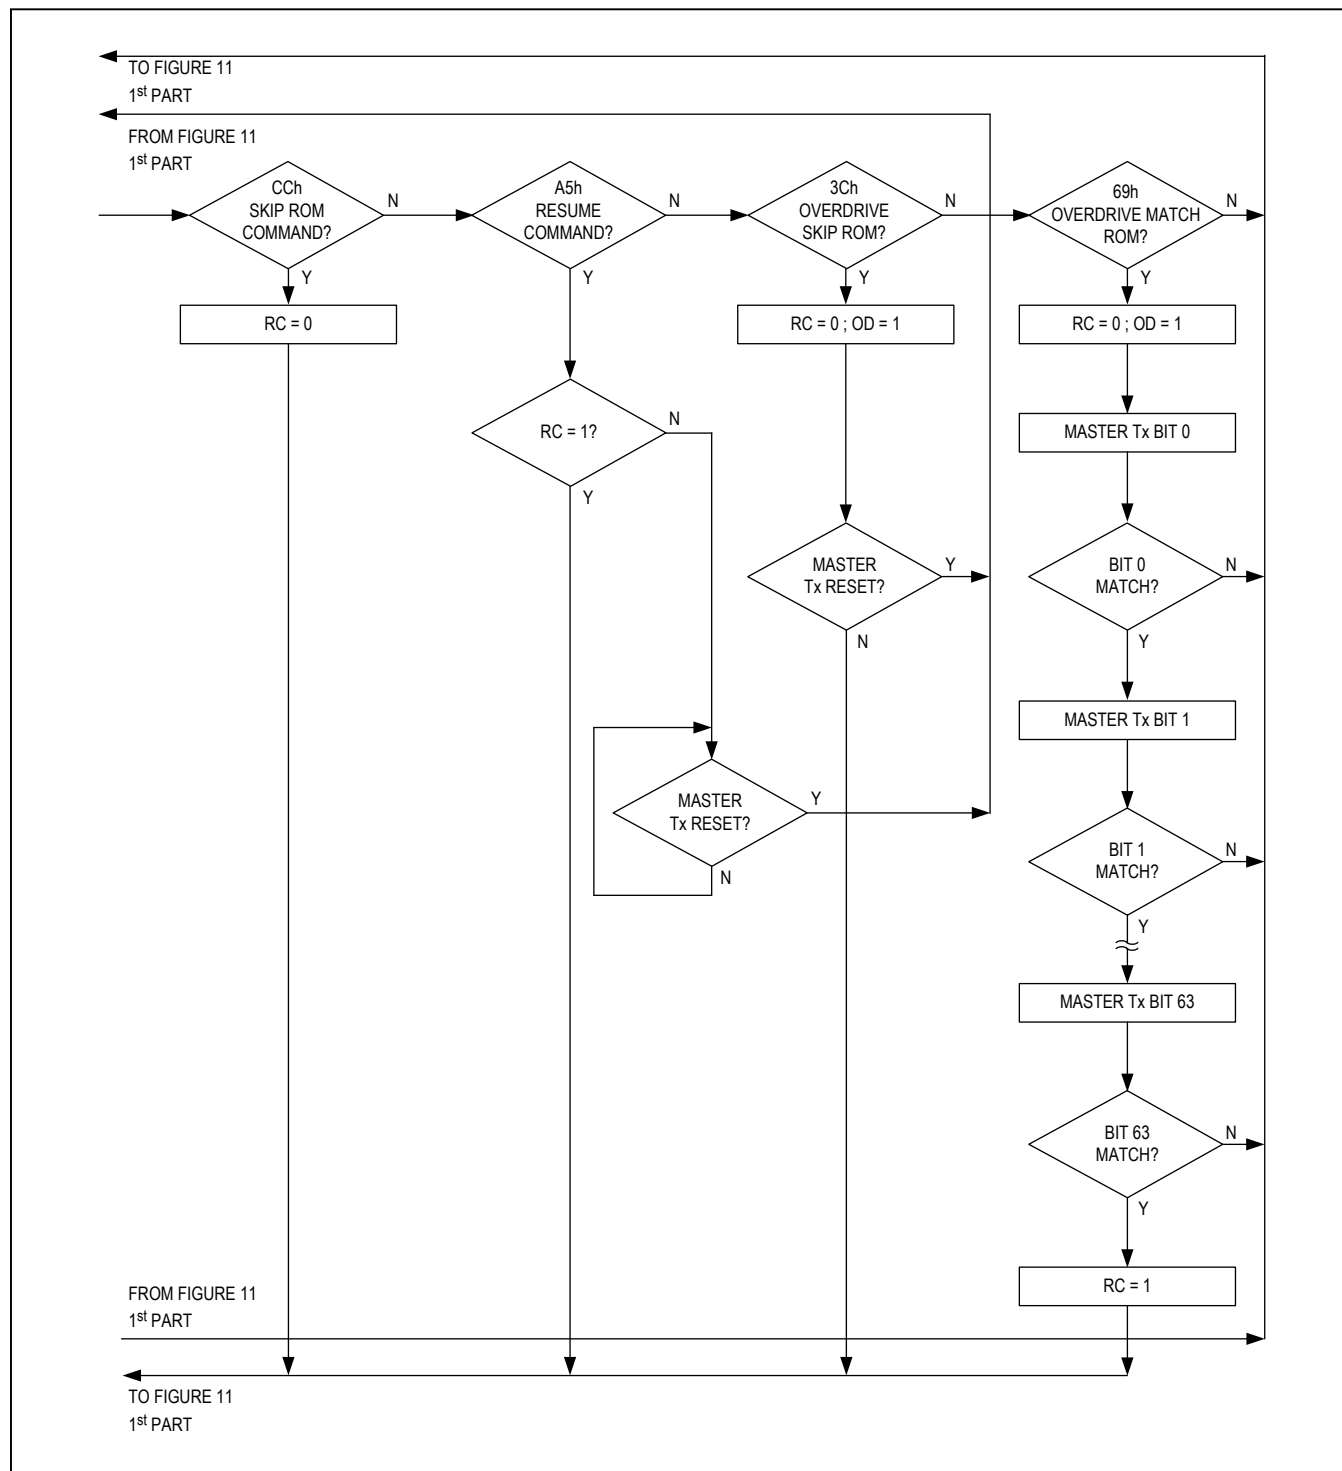 TO FIGURE 11
1st PART
FROM FIGURE 11
1st PART
CCh
SKIP ROM
COMMAND?
N
Y
A5h
RESUME
COMMAND?
N
Y
3Ch
OVERDRIVE
SKIP ROM?
N
Y
69h
OVERDRIVE MATCH
ROM?
N
Y
RC = 0
RC = 0 ; OD = 1
RC = 0 ; OD = 1
RC = 1?
N
Y
MASTER Tx BIT 0
MASTER
Tx RESET?
Y
N
BIT 0
MATCH?
N
Y
MASTER Tx BIT 1
MASTER
Tx RESET?
Y
N
BIT 1
MATCH?
N
Y
MASTER Tx BIT 63
BIT 63
MATCH?
N
Y
RC = 1
FROM FIGURE 11
1st PART
TO FIGURE 11
1st PART